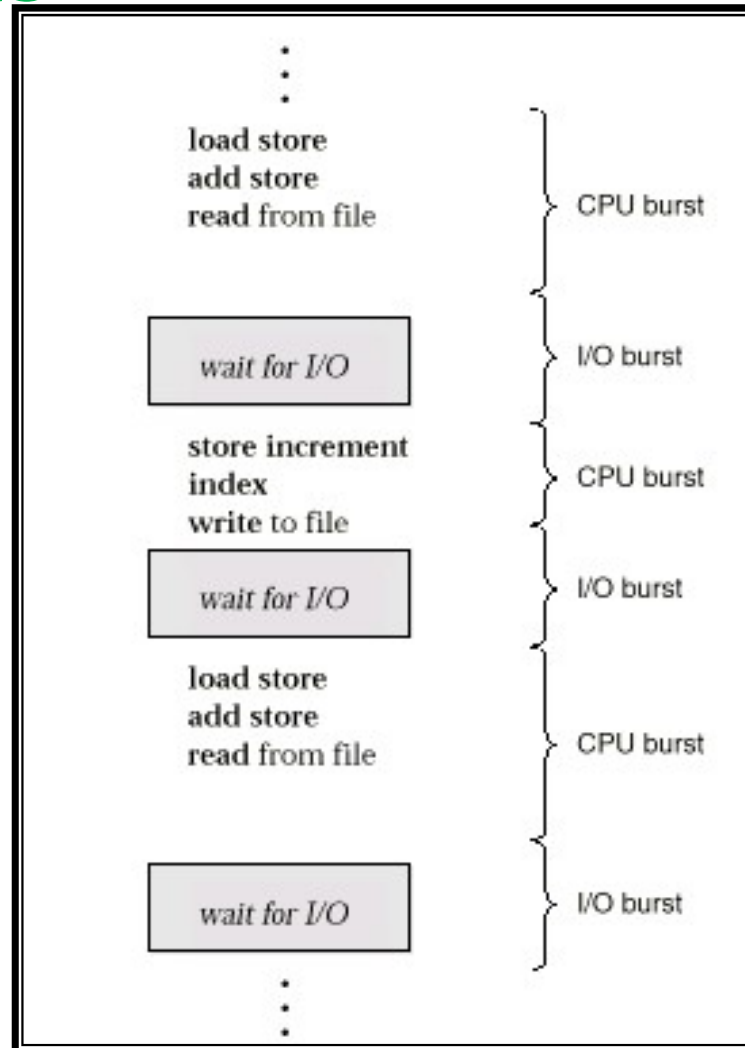 load store
add store
read from file
CPU burst
wait for I/O
I/O burst
store increment
index
write to file
CPU burst
wait for I/O
I/O burst
load store
add store
read from file
CPU burst
wait for I/O
I/O burst